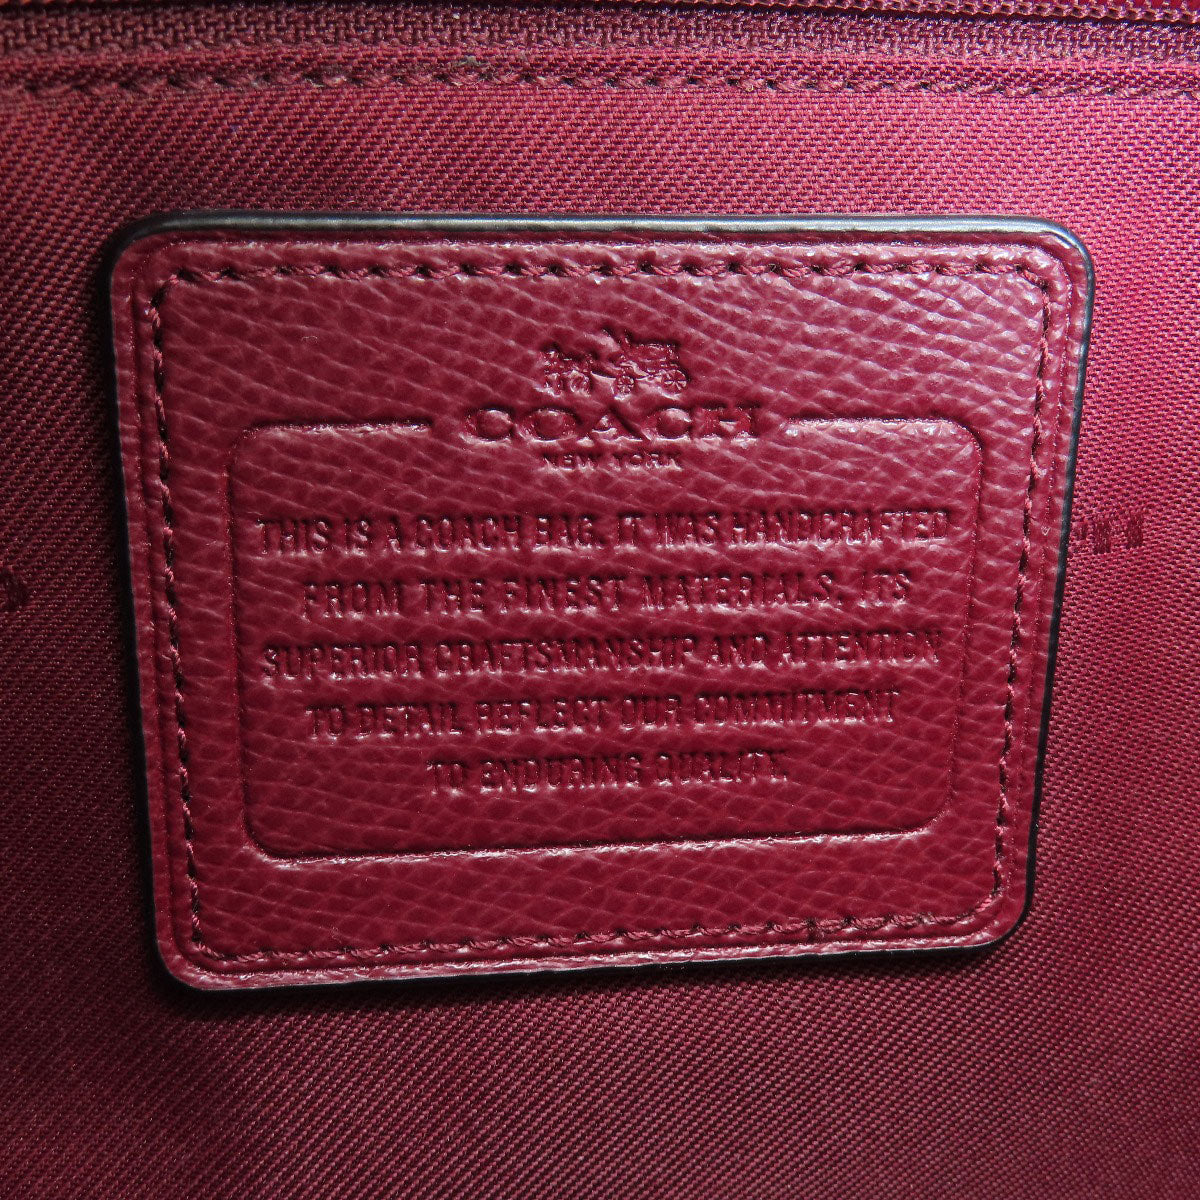 COACH
NEW YORK
THIS IS A COACH BAG. IT WAS HANDCRAFTED
FROM THE FINEST MATERIALS. ITS
SUPERIOR CRAFTSMANSHIP AND ATTENTION
TO DETAIL REFLECT OUR COMMITMENT
TO ENDURING QUALITY.